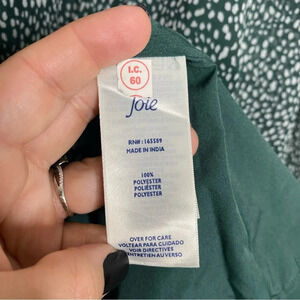 I.C.
60
Joie
RN#: 165589
MADE IN INDIA
100%
POLYESTER
POLIÉSTER
POLYESTER
OVER FOR CARE
VOLTEAR PARA CUIDADO
VOIR DIRECTIVES
D'ENTRETIEN AU VERSO